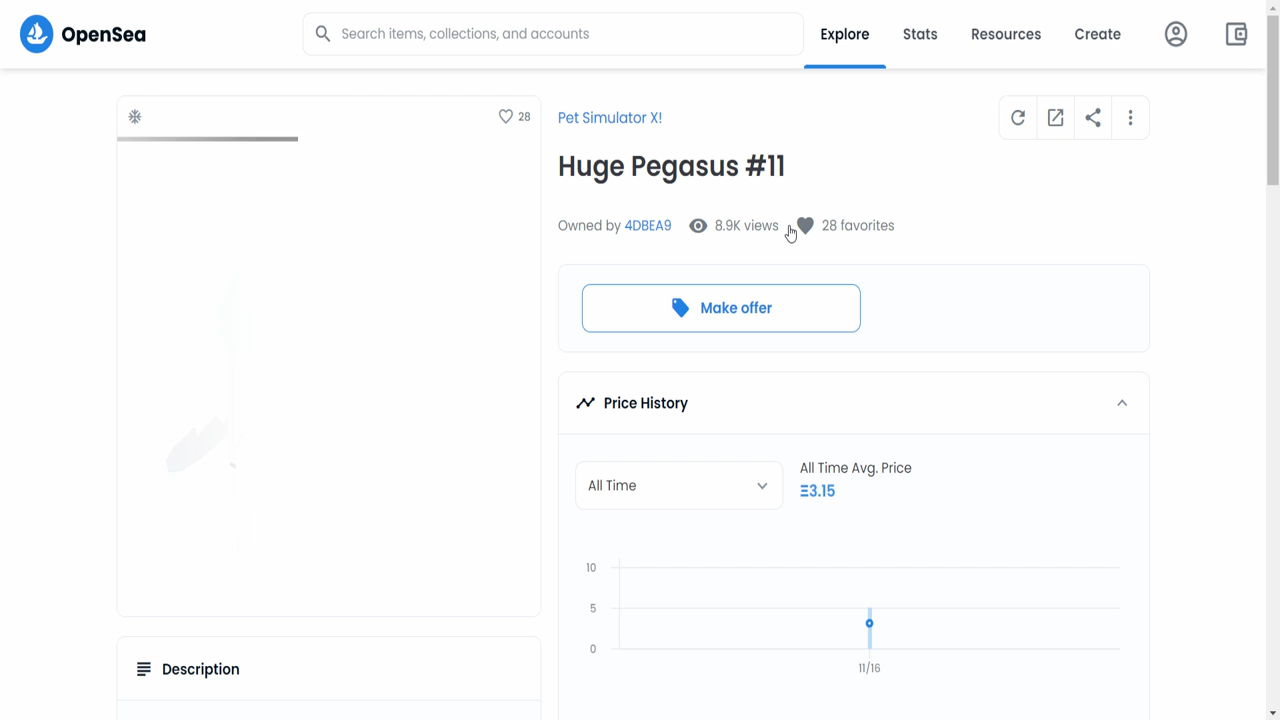 OpenSea
Search items, collections, and accounts
Explore
Stats
Resources
Create
28
Pet Simulator X!
Huge Pegasus #11
Owned by 4DBEA9
8.9K views
28 favorites
Make offer
Price History
All Time
All Time Avg. Price
Ξ3.15
10
5
0
11/16
Description